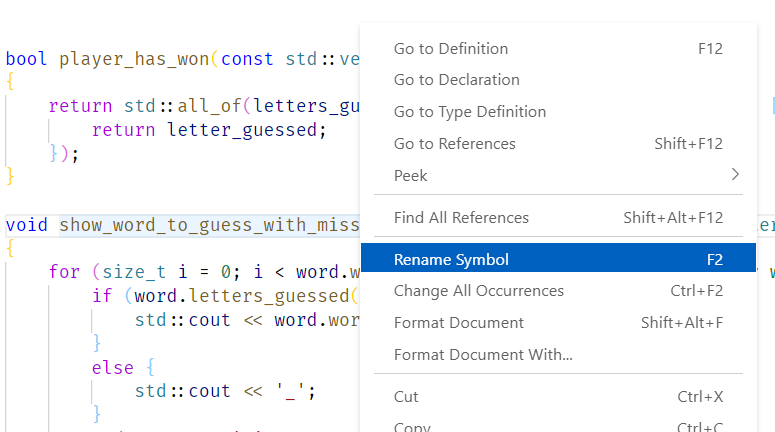 bool player_has_won(const std::ve
{
    return std::all_of(letters_gu
        return letter_guessed;
    });
}
void show_word_to_guess_with_miss
{
    for (size_t i = 0; i < word.w
        if (word.letters_guessed(
            std::cout << word.wor
        }
        else {
            std::cout << '_';
        }
Go to Definition F12
Go to Declaration
Go to Type Definition
Go to References Shift+F12
Peek
Find All References Shift+Alt+F12
Rename Symbol F2
Change All Occurrences Ctrl+F2
Format Document Shift+Alt+F
Format Document With...
Cut Ctrl+X
Copy Ctrl+C